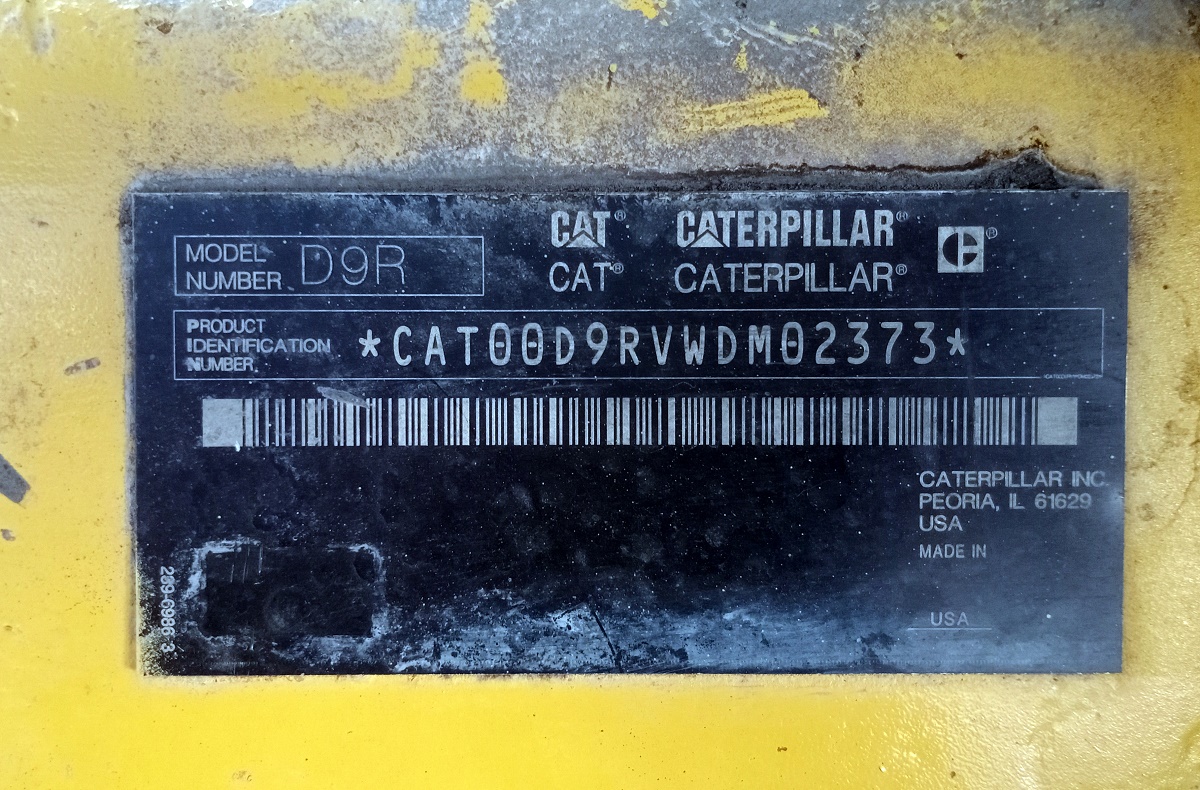 CAT® CATERPILLAR® ®
MODEL
NUMBER D9R
CAT® CATERPILLAR®
PRODUCT
IDENTIFICATION
NUMBER
*CAT00D9RVWDM02373*
CATERPILLAR INC.
PEORIA, IL 61629
USA
MADE IN
USA